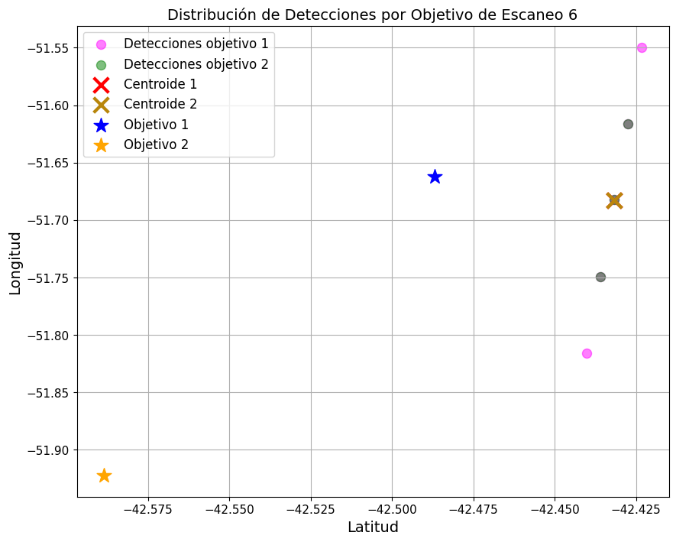 Distribución de Detecciones por Objetivo de Escaneo 6
Detecciones objetivo 1
Detecciones objetivo 2
Centroide 1
Centroide 2
Objetivo 1
Objetivo 2
−51.55
−51.60
−51.65
−51.70
−51.75
−51.80
−51.85
−51.90
Longitud
−42.575 −42.550 −42.525 −42.500 −42.475 −42.450 −42.425
Latitud